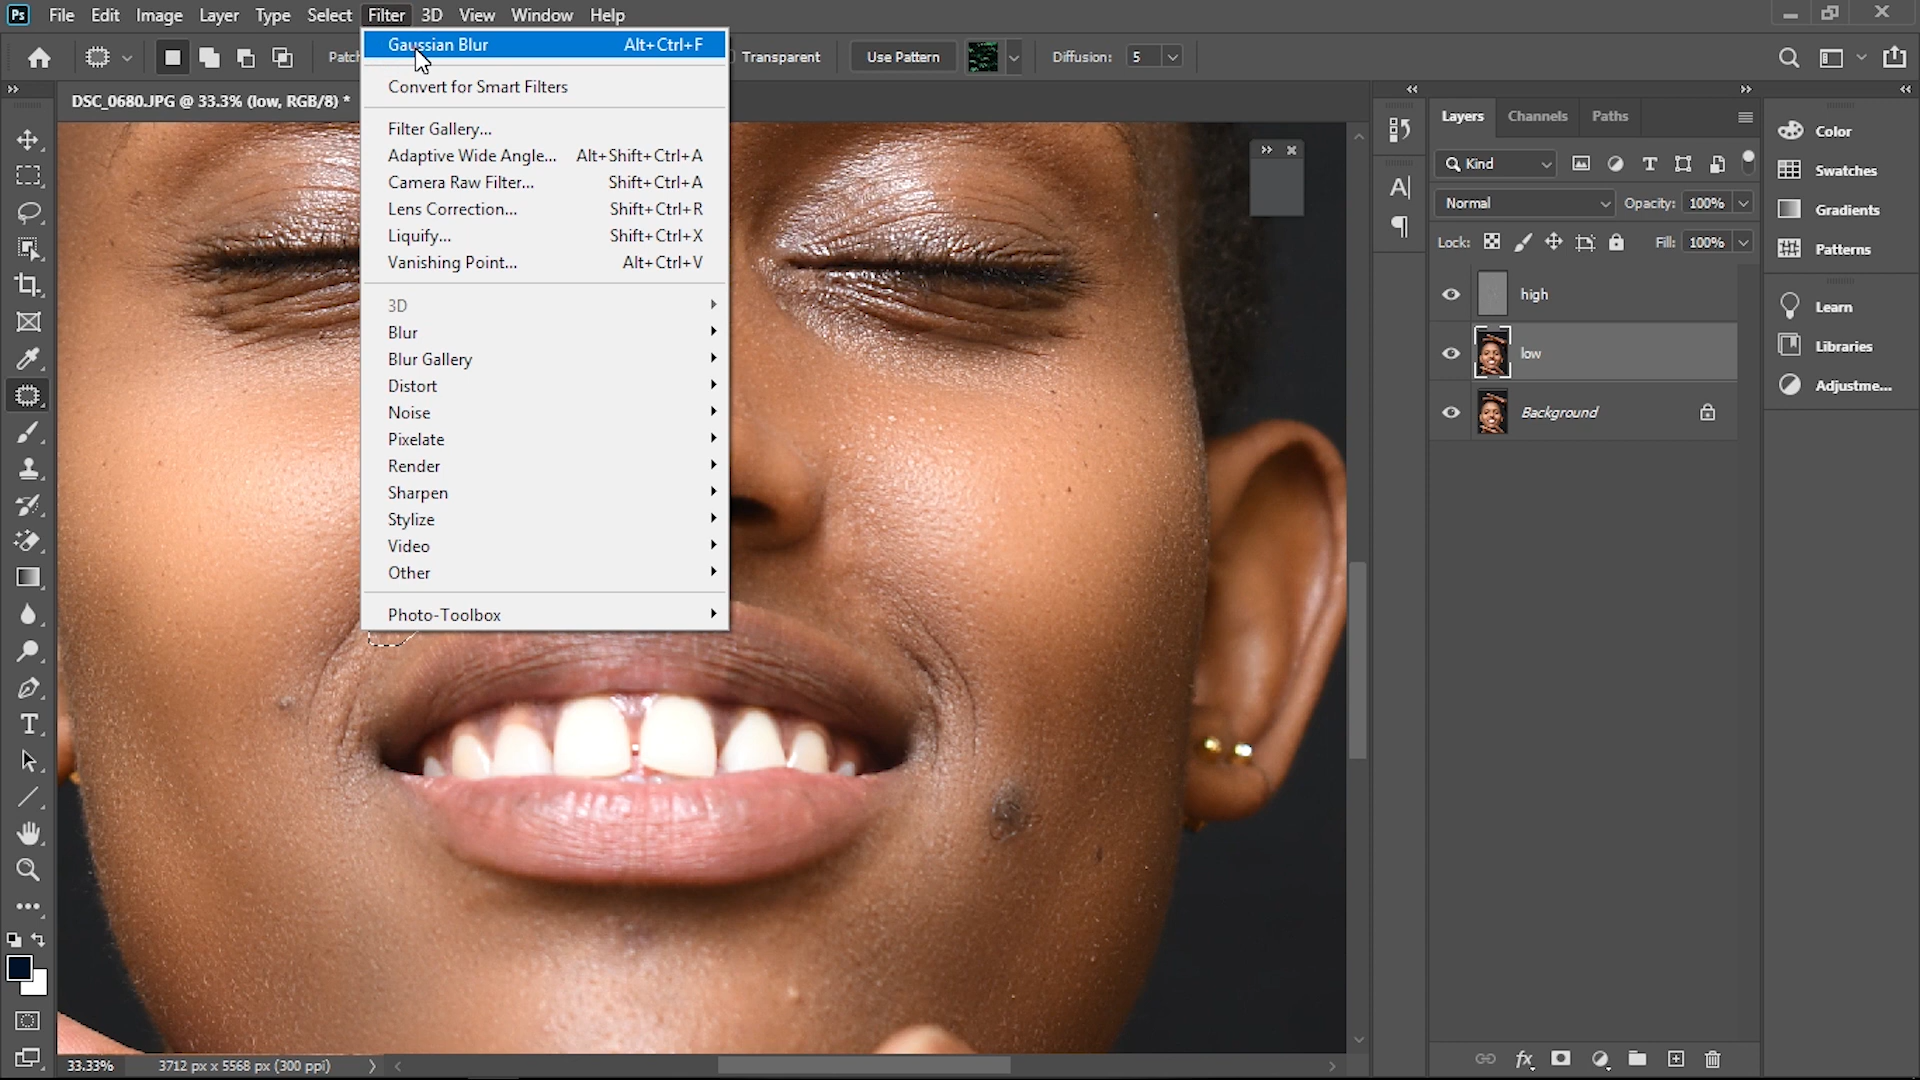 Ps File Edit Image Layer Type Select Filter 3D View Window Help
Patch Transparent Use Pattern Diffusion: 5
DSC_0680.JPG @ 33.3% (low, RGB/8) *
Gaussian Blur Alt+Ctrl+F
Convert for Smart Filters
Filter Gallery...
Adaptive Wide Angle... Alt+Shift+Ctrl+A
Camera Raw Filter... Shift+Ctrl+A
Lens Correction... Shift+Ctrl+R
Liquify... Shift+Ctrl+X
Vanishing Point... Alt+Ctrl+V
3D
Blur
Blur Gallery
Distort
Noise
Pixelate
Render
Sharpen
Stylize
Video
Other
Photo-Toolbox
Layers Channels Paths
Kind
Normal Opacity: 100%
Lock: Fill: 100%
high
low
Background
Color
Swatches
Gradients
Patterns
Learn
Libraries
Adjustme...
33.33% 3712 px x 5568 px (300 ppi)